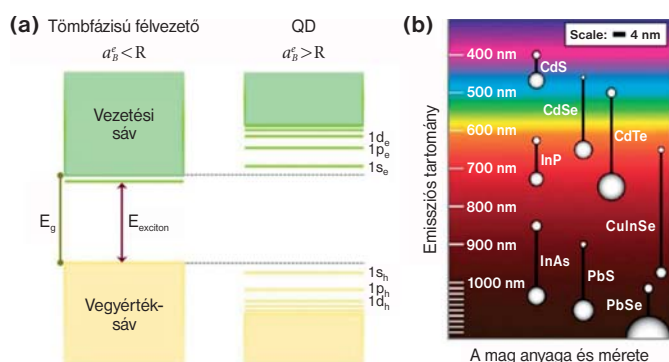 (a)
Tömbfázisú félvezető
a_B^e < R
QD
a_B^e > R
Vezetési
sáv
E_g
E_exciton
Vegyérték-
sáv
1d_e
1p_e
1s_e
1s_h
1p_h
1d_h
(b)
Scale: 4 nm
Emissziós tartomány
400 nm
500 nm
600 nm
700 nm
800 nm
900 nm
1000 nm
CdS
CdSe
CdTe
InP
CuInSe
InAs
PbS
PbSe
A mag anyaga és mérete